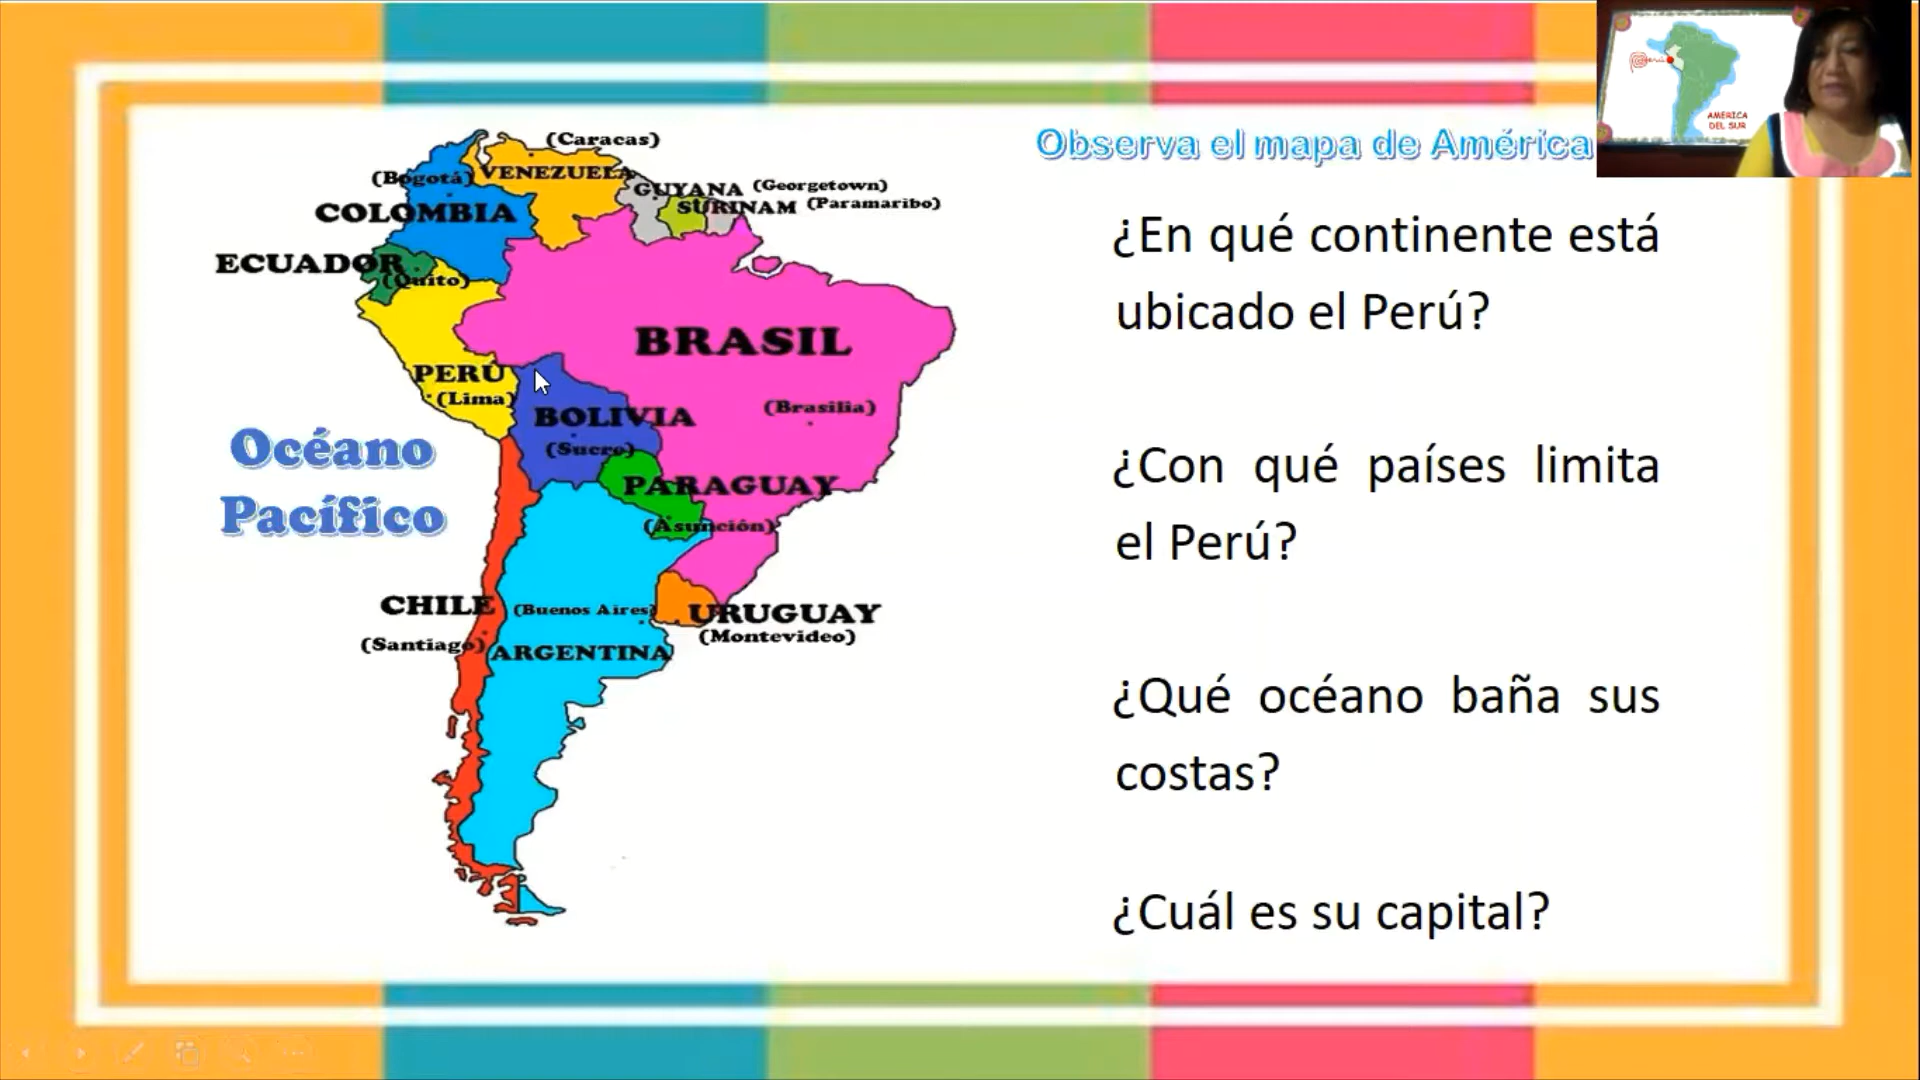 Observa el mapa de América
(Caracas)
VENEZUELA
(Bogotá)
COLOMBIA
GUYANA (Georgetown)
SURINAM (Paramaribo)
ECUADOR
(Quito)
BRASIL
(Brasilia)
PERÚ
(Lima)
BOLIVIA
(Sucre)
PARAGUAY
(Asunción)
Océano
Pacífico
CHILE
(Santiago)
(Buenos Aires)
ARGENTINA
URUGUAY
(Montevideo)
¿En qué continente está
ubicado el Perú?
¿Con qué países limita
el Perú?
¿Qué océano baña sus
costas?
¿Cuál es su capital?
AMERICA
DEL SUR